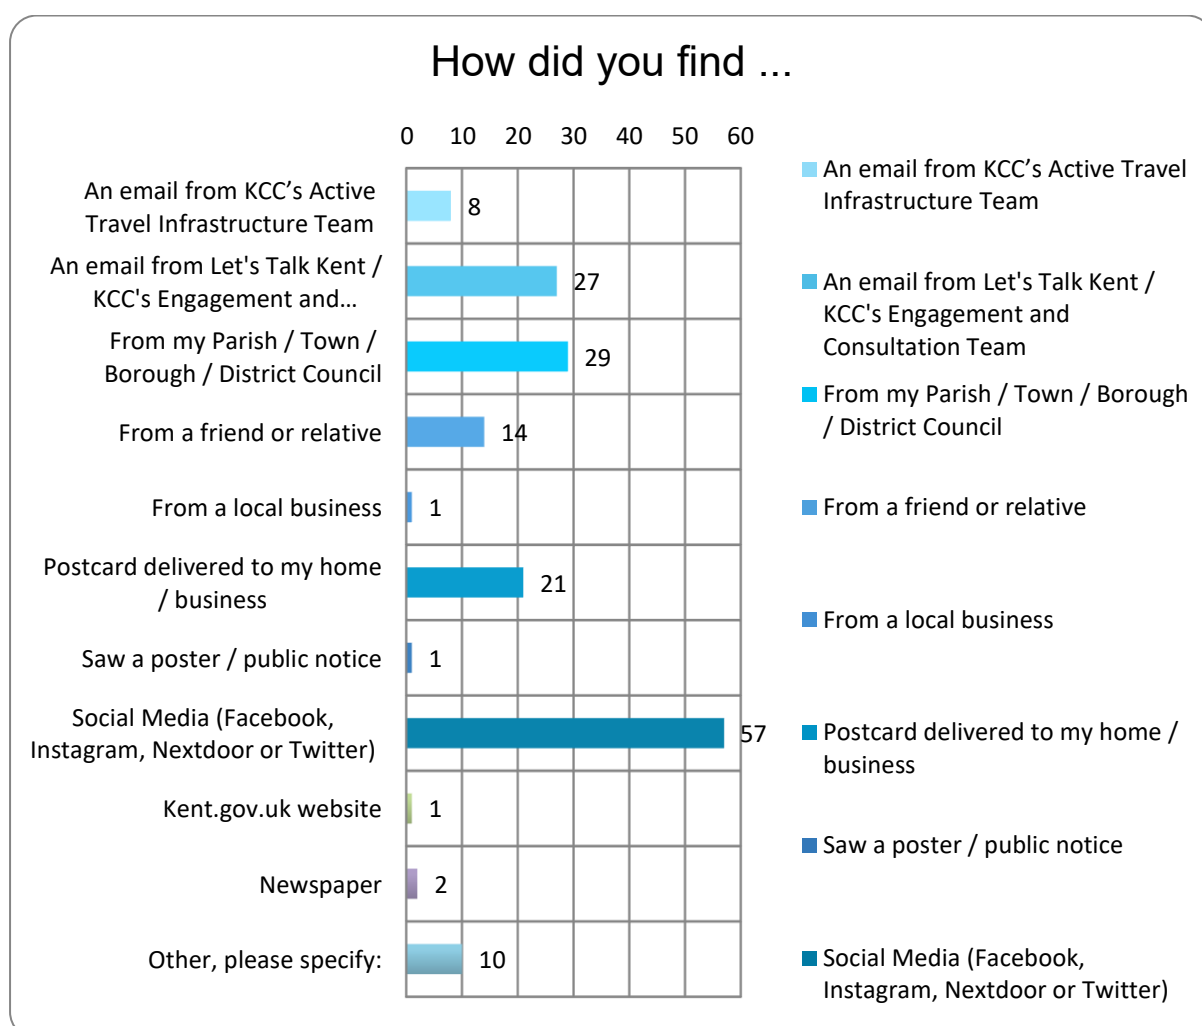 How did you find ...
0 10 20 30 40 50 60
An email from KCC’s Active
Travel Infrastructure Team
8
An email from Let's Talk Kent /
KCC's Engagement and...
27
From my Parish / Town /
Borough / District Council
29
From a friend or relative
14
From a local business
1
Postcard delivered to my home
/ business
21
Saw a poster / public notice
1
Social Media (Facebook,
Instagram, Nextdoor or Twitter)
57
Kent.gov.uk website
1
Newspaper
2
Other, please specify:
10
An email from KCC’s Active Travel
Infrastructure Team
An email from Let's Talk Kent /
KCC's Engagement and
Consultation Team
From my Parish / Town / Borough
/ District Council
From a friend or relative
From a local business
Postcard delivered to my home /
business
Saw a poster / public notice
Social Media (Facebook,
Instagram, Nextdoor or Twitter)